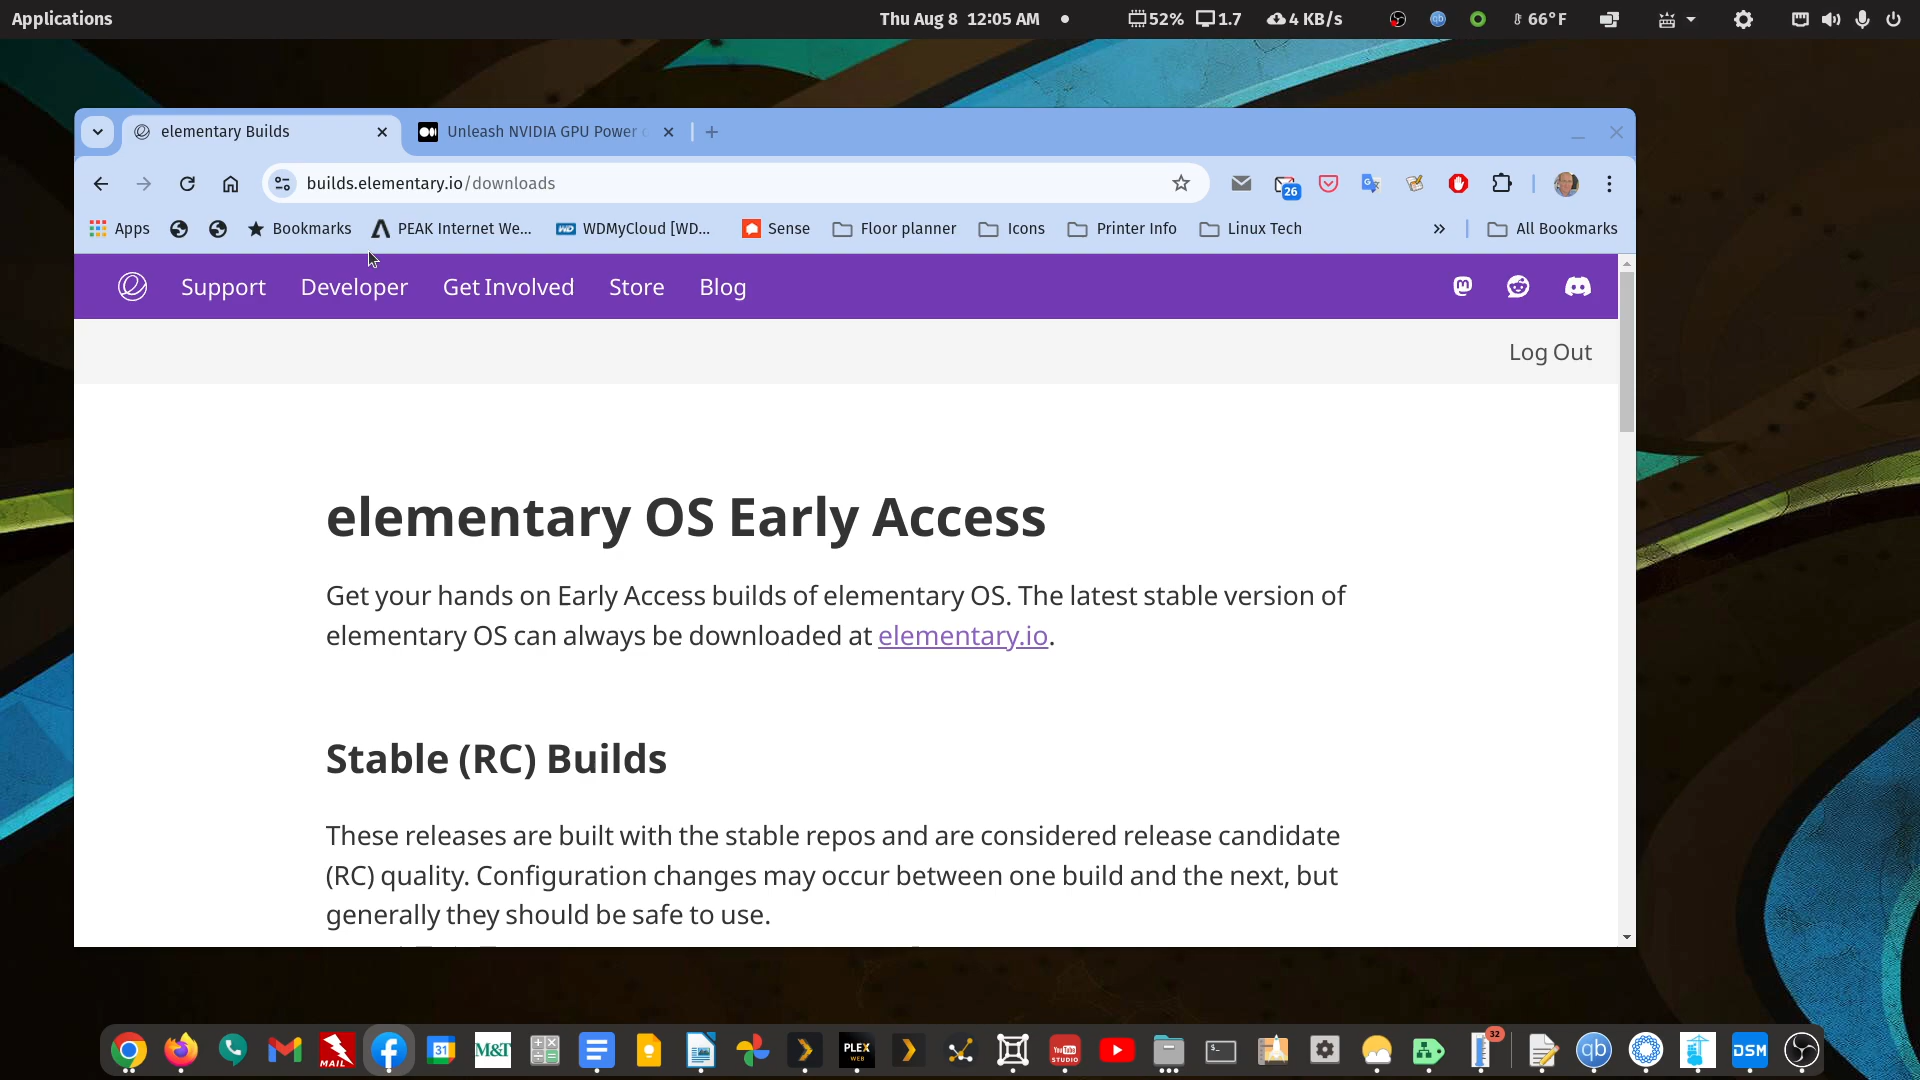 Applications
Thu Aug 8 12:05 AM
52% 1.7 4 KB/s
66°F
elementary Builds
Unleash NVIDIA GPU Power
builds.elementary.io/downloads
26
Apps
Bookmarks
PEAK Internet We...
WD
WDMyCloud [WD...
Sense
Floor planner
Icons
Printer Info
Linux Tech
»
All Bookmarks
Support
Developer
Get Involved
Store
Blog
Log Out
elementary OS Early Access
Get your hands on Early Access builds of elementary OS. The latest stable version of
elementary OS can always be downloaded at elementary.io.
Stable (RC) Builds
These releases are built with the stable repos and are considered release candidate
(RC) quality. Configuration changes may occur between one build and the next, but
generally they should be safe to use.
MAIL
31
M&T
PLEX
WEB
YouTube
STUDIO
32
qb
DSM